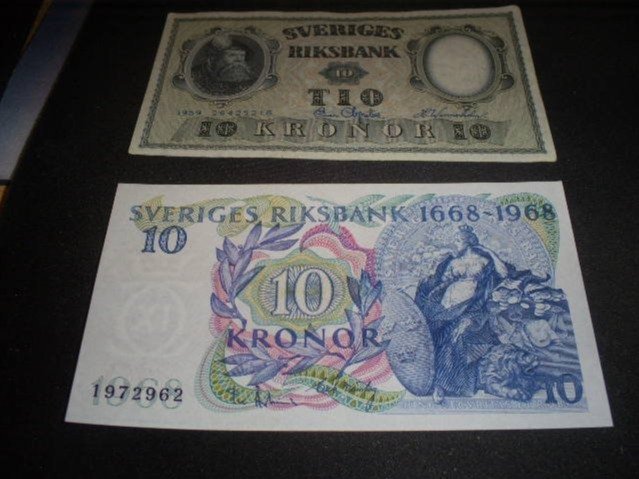 SVERIGES
RIKSBANK
10
TIO
1959
10 KRONOR 10
SVERIGES RIKSBANK 1668-1968
10
10
KRONOR
1972962
10